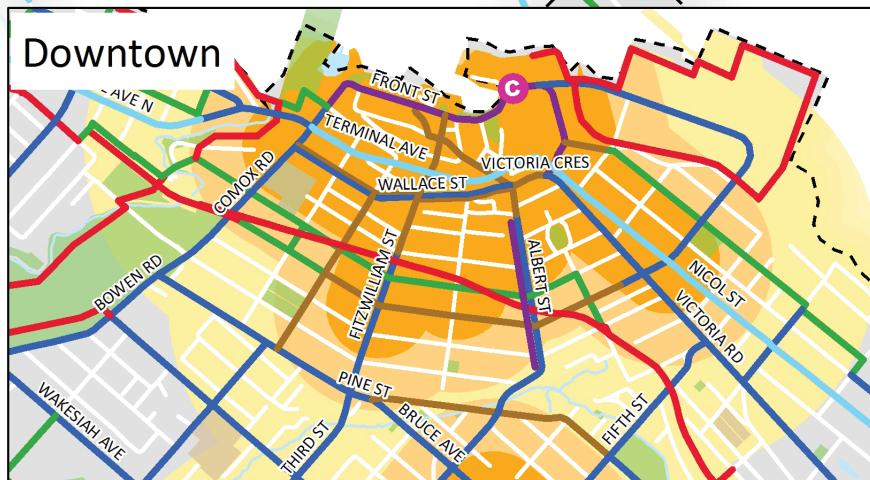 Downtown
E AVE N
FRONT ST
C
TERMINAL AVE
VICTORIA CRES
WALLACE ST
COMOX RD
ALBERT ST
FITZWILLIAM ST
BOWEN RD
NICOL ST
VICTORIA RD
PINE ST
WAKESIAH AVE
BRUCE AVE
THIRD ST
FIFTH ST